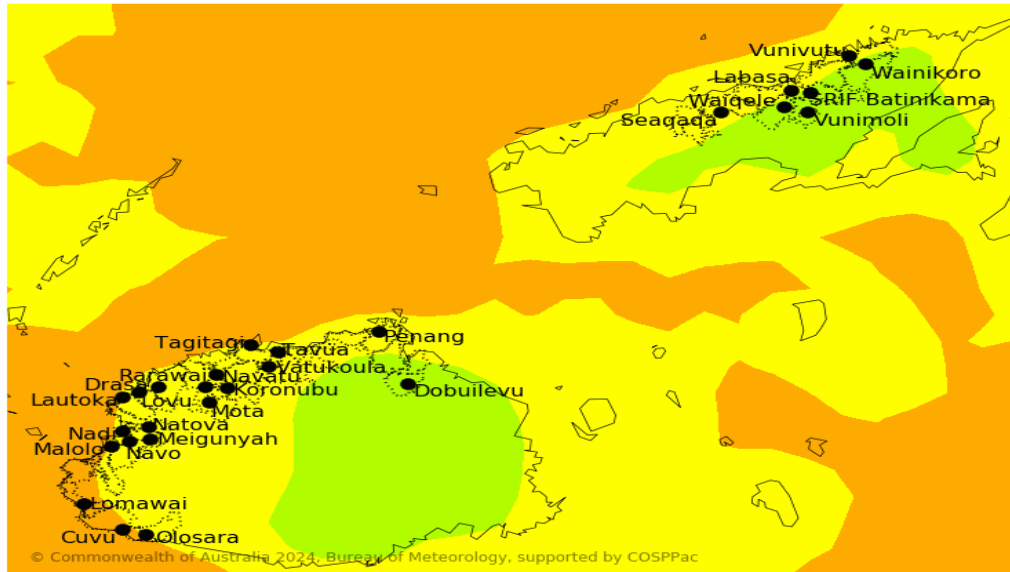 Vunivutu
Wainikoro
Labasa
Waiqele
SRIF Batinikama
Seaqaqa
Vunimoli
Penang
Tagitagi
Tavua
Vatukoula
Rarawai
Navatu
Drasa
Koronubu
Dobuilevu
Lautoka
Lovu
Mota
Natova
Nadi
Meigunyah
Malolo
Navo
Lomawai
Cuvu
Olosara
© Commonwealth of Australia 2024, Bureau of Meteorology, supported by COSPPac